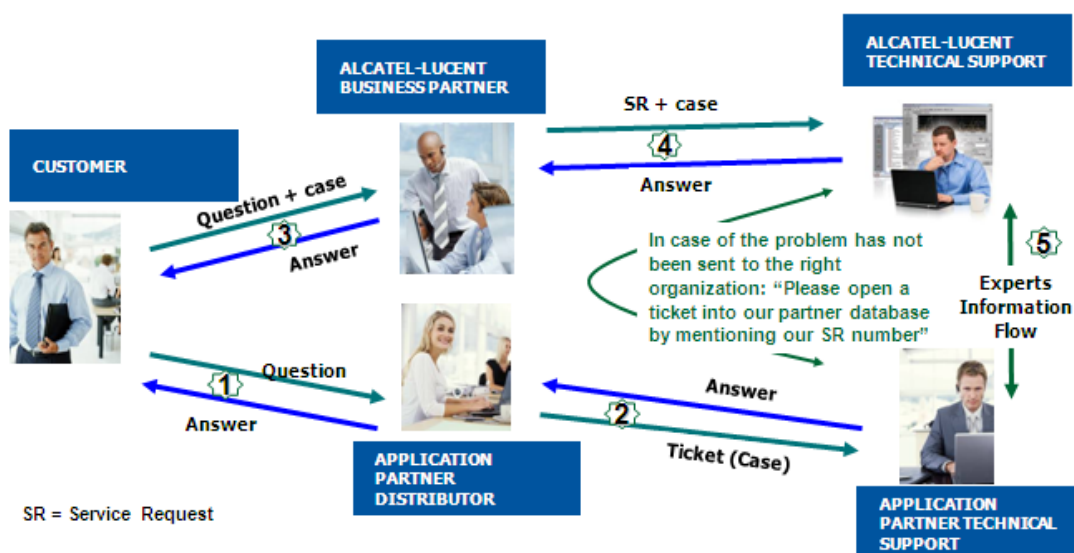 ALCATEL-LUCENT
TECHNICAL SUPPORT
ALCATEL-LUCENT
BUSINESS PARTNER
SR + case
4
Answer
CUSTOMER
Question + case
3
Answer
In case of the problem has not
been sent to the right
organization: “Please open a
ticket into our partner database
by mentioning our SR number”
5
Experts
Information
Flow
Question
1
Answer
Answer
2
Ticket (Case)
APPLICATION
PARTNER
DISTRIBUTOR
APPLICATION
PARTNER TECHNICAL
SUPPORT
SR = Service Request